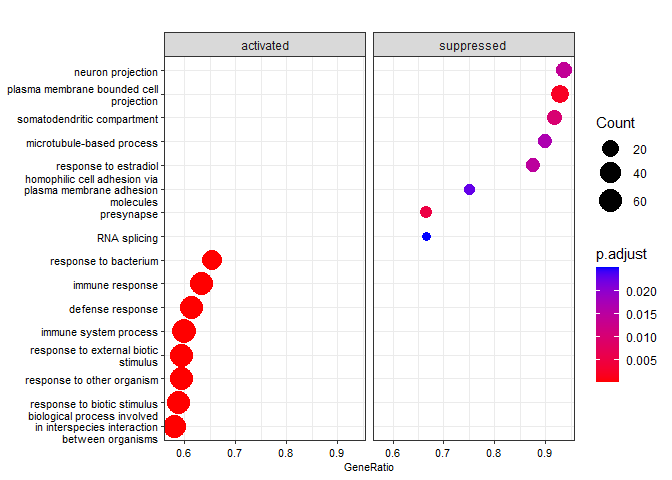 activated
suppressed
neuron projection
plasma membrane bounded cell
projection
somatodendritic compartment
microtubule-based process
response to estradiol
homophilic cell adhesion via
plasma membrane adhesion
molecules
presynapse
RNA splicing
response to bacterium
immune response
defense response
immune system process
response to external biotic
stimulus
response to other organism
response to biotic stimulus
biological process involved
in interspecies interaction
between organisms
0.6 0.7 0.8 0.9
0.6 0.7 0.8 0.9
GeneRatio
Count
20
40
60
p.adjust
0.020
0.015
0.010
0.005